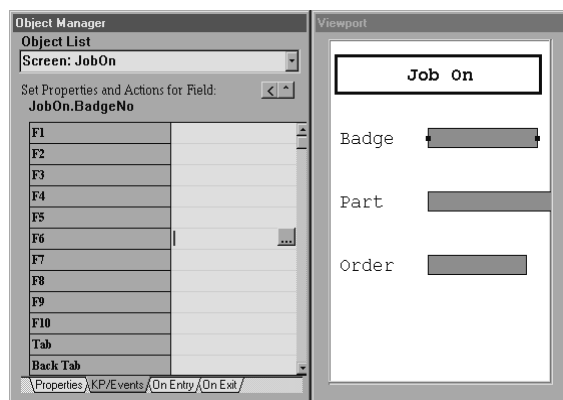 Object Manager
Object List
Screen: JobOn
Set Properties and Actions for Field:
JobOn.BadgeNo
F1
F2
F3
F4
F5
F6
...
F7
F8
F9
F10
Tab
Back Tab
Properties KP/Events On Entry On Exit
Viewport
Job On
Badge
Part
Order